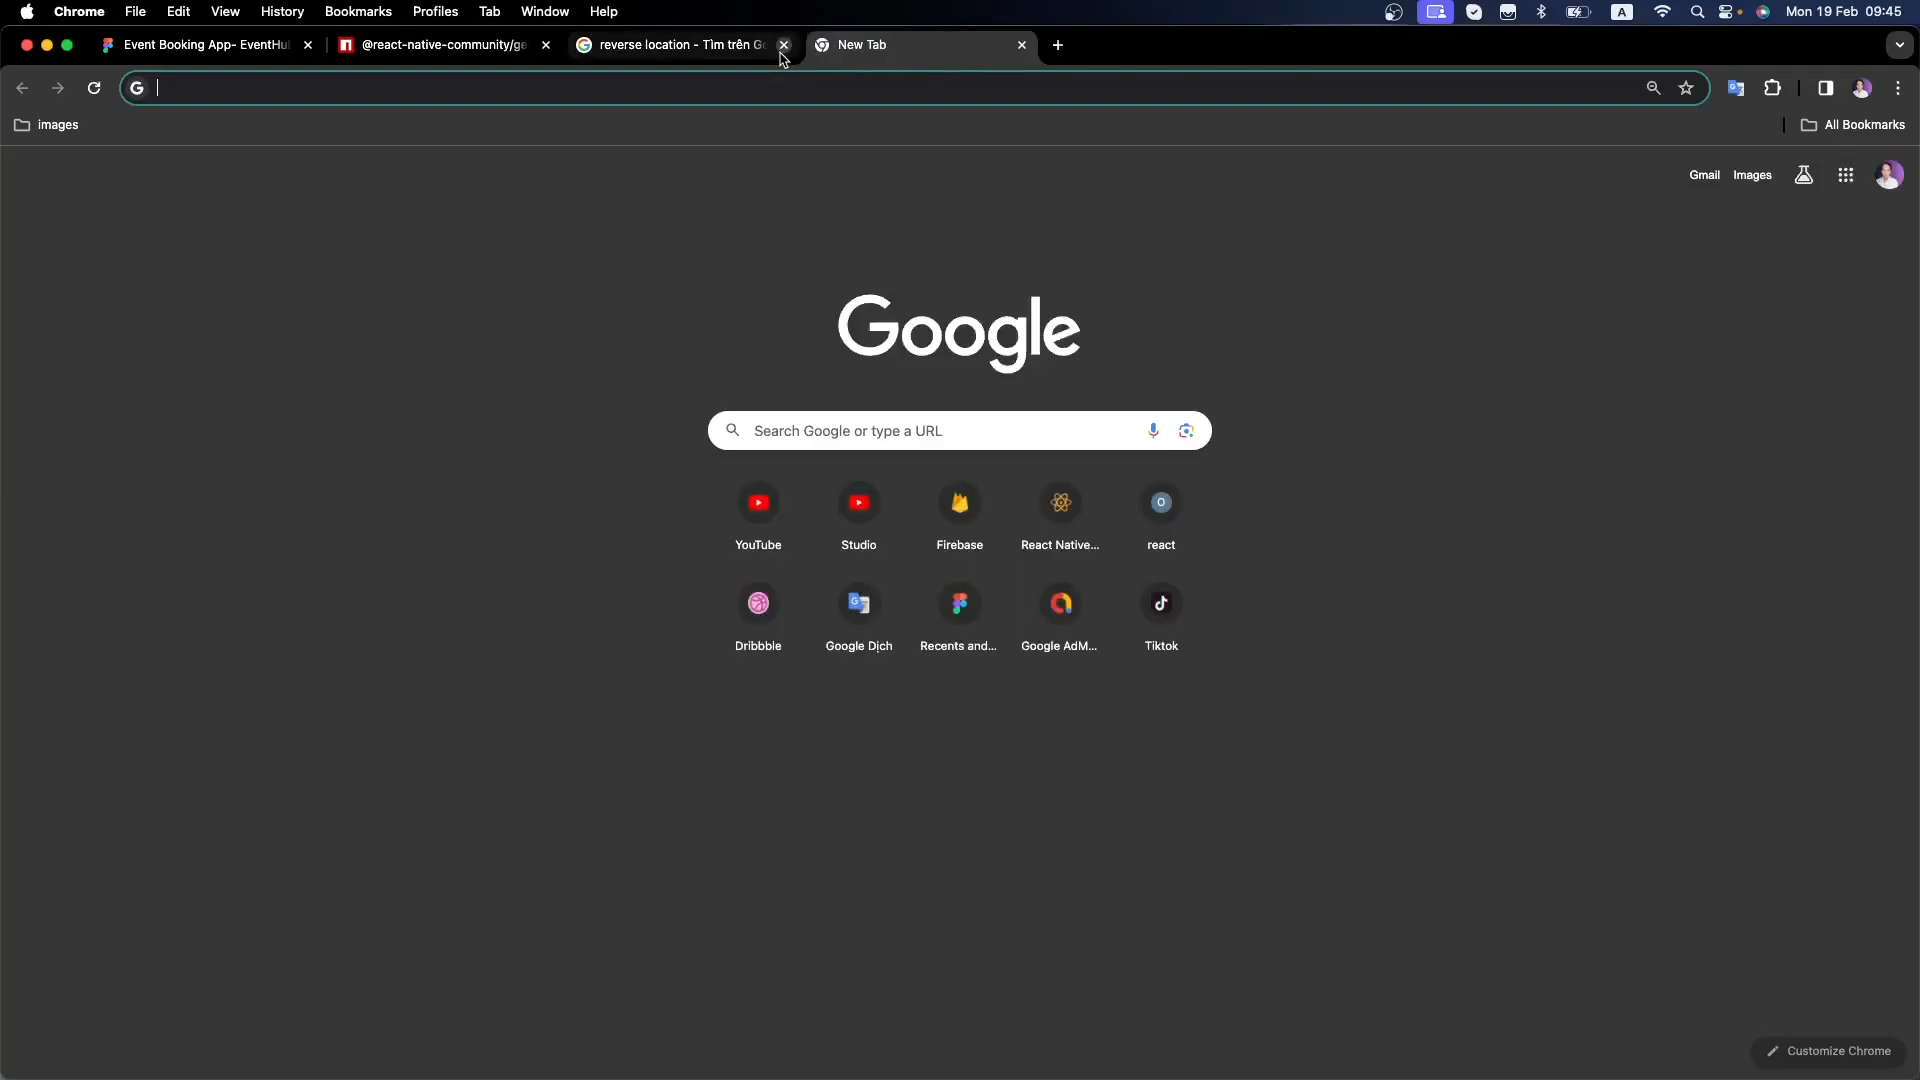 Chrome File Edit View History Bookmarks Profiles Tab Window Help A Mon 19 Feb 09:45
Event Booking App- EventHu @react-native-community/ge reverse location - Tìm trên Go New Tab
images All Bookmarks
Gmail Images
Google
Search Google or type a URL
YouTube Studio Firebase React Native... react
Dribbble Google Dịch Recents and... Google AdM... Tiktok
Customize Chrome